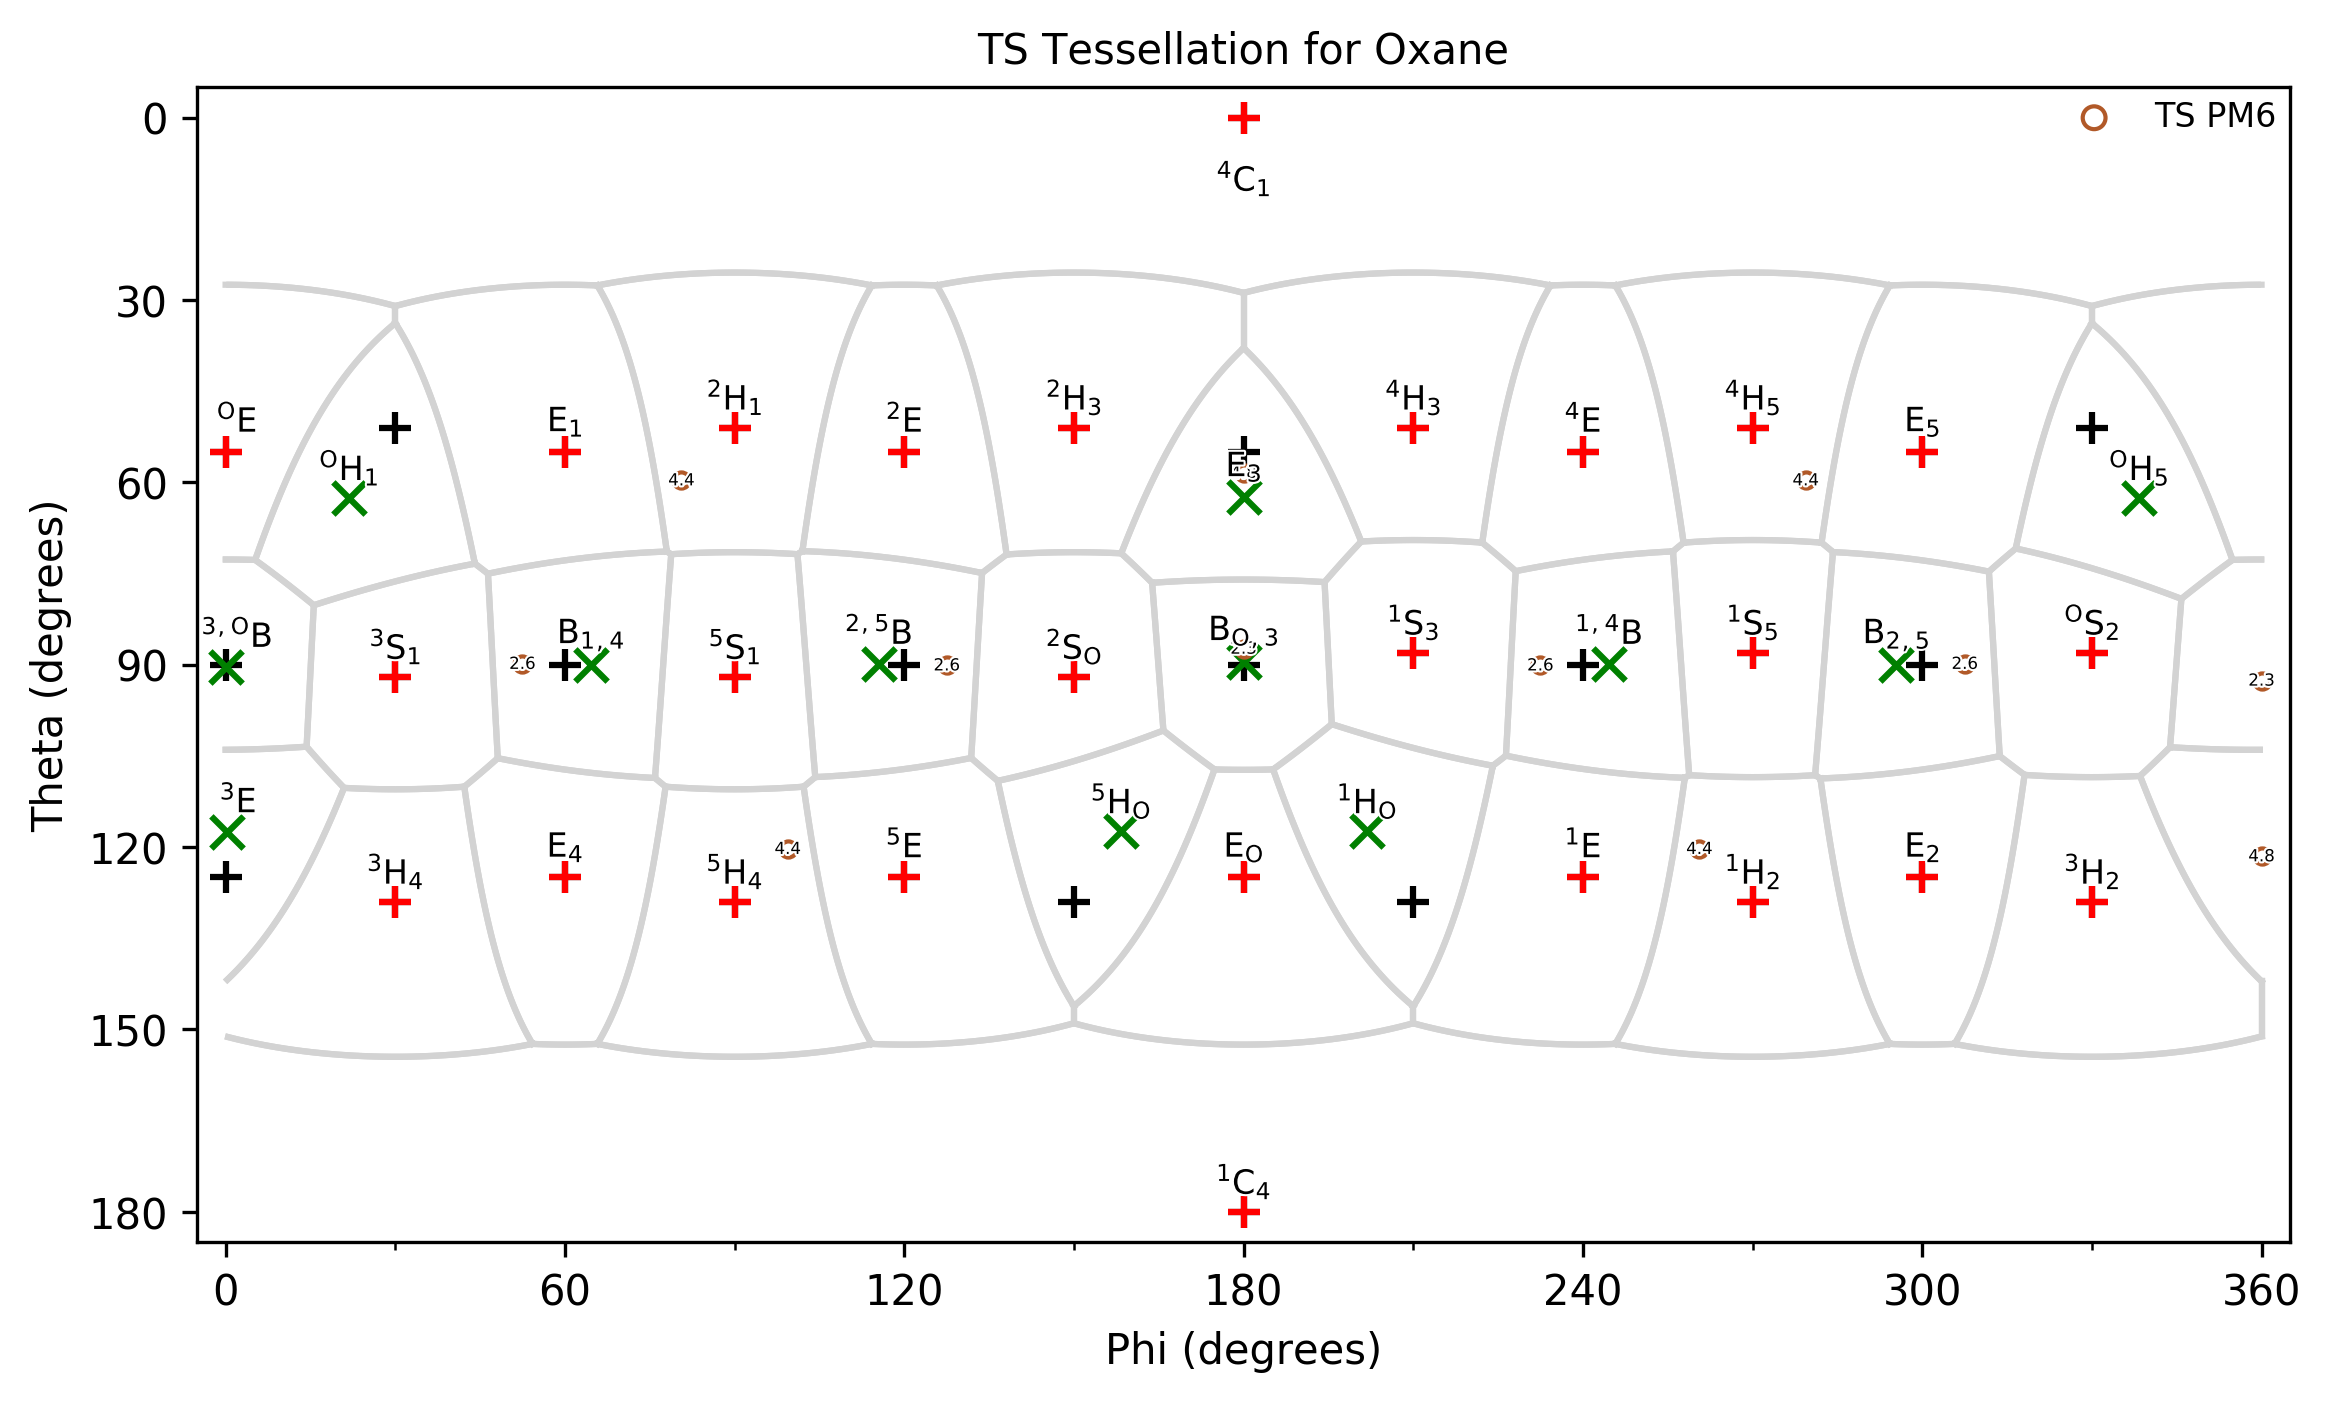 TS Tessellation for Oxane
TS PM6
⁴C₁
²H₁ ²H₃ ⁴H₃ ⁴H₅
ᴼE E₁ ²E ⁴E E₅
ᴼH₁ E₃ ᴼH₅
4.4 4.4
³,ᴼB ³S₁ B₁,₄ ⁵S₁ ²,⁵B ²Sₒ Bₒ,₃ ¹S₃ ¹,⁴B ¹S₅ B₂,₅ ᴼS₂
2.6 2.6 2.6 2.6 2.3
³E ⁵Hₒ ¹Hₒ
E₄ ⁵E Eₒ ¹E E₂
4.4 4.4 4.8
³H₄ ⁵H₄ ¹H₂ ³H₂
¹C₄
0
30
60
90
120
150
180
Theta (degrees)
0 60 120 180 240 300 360
Phi (degrees)